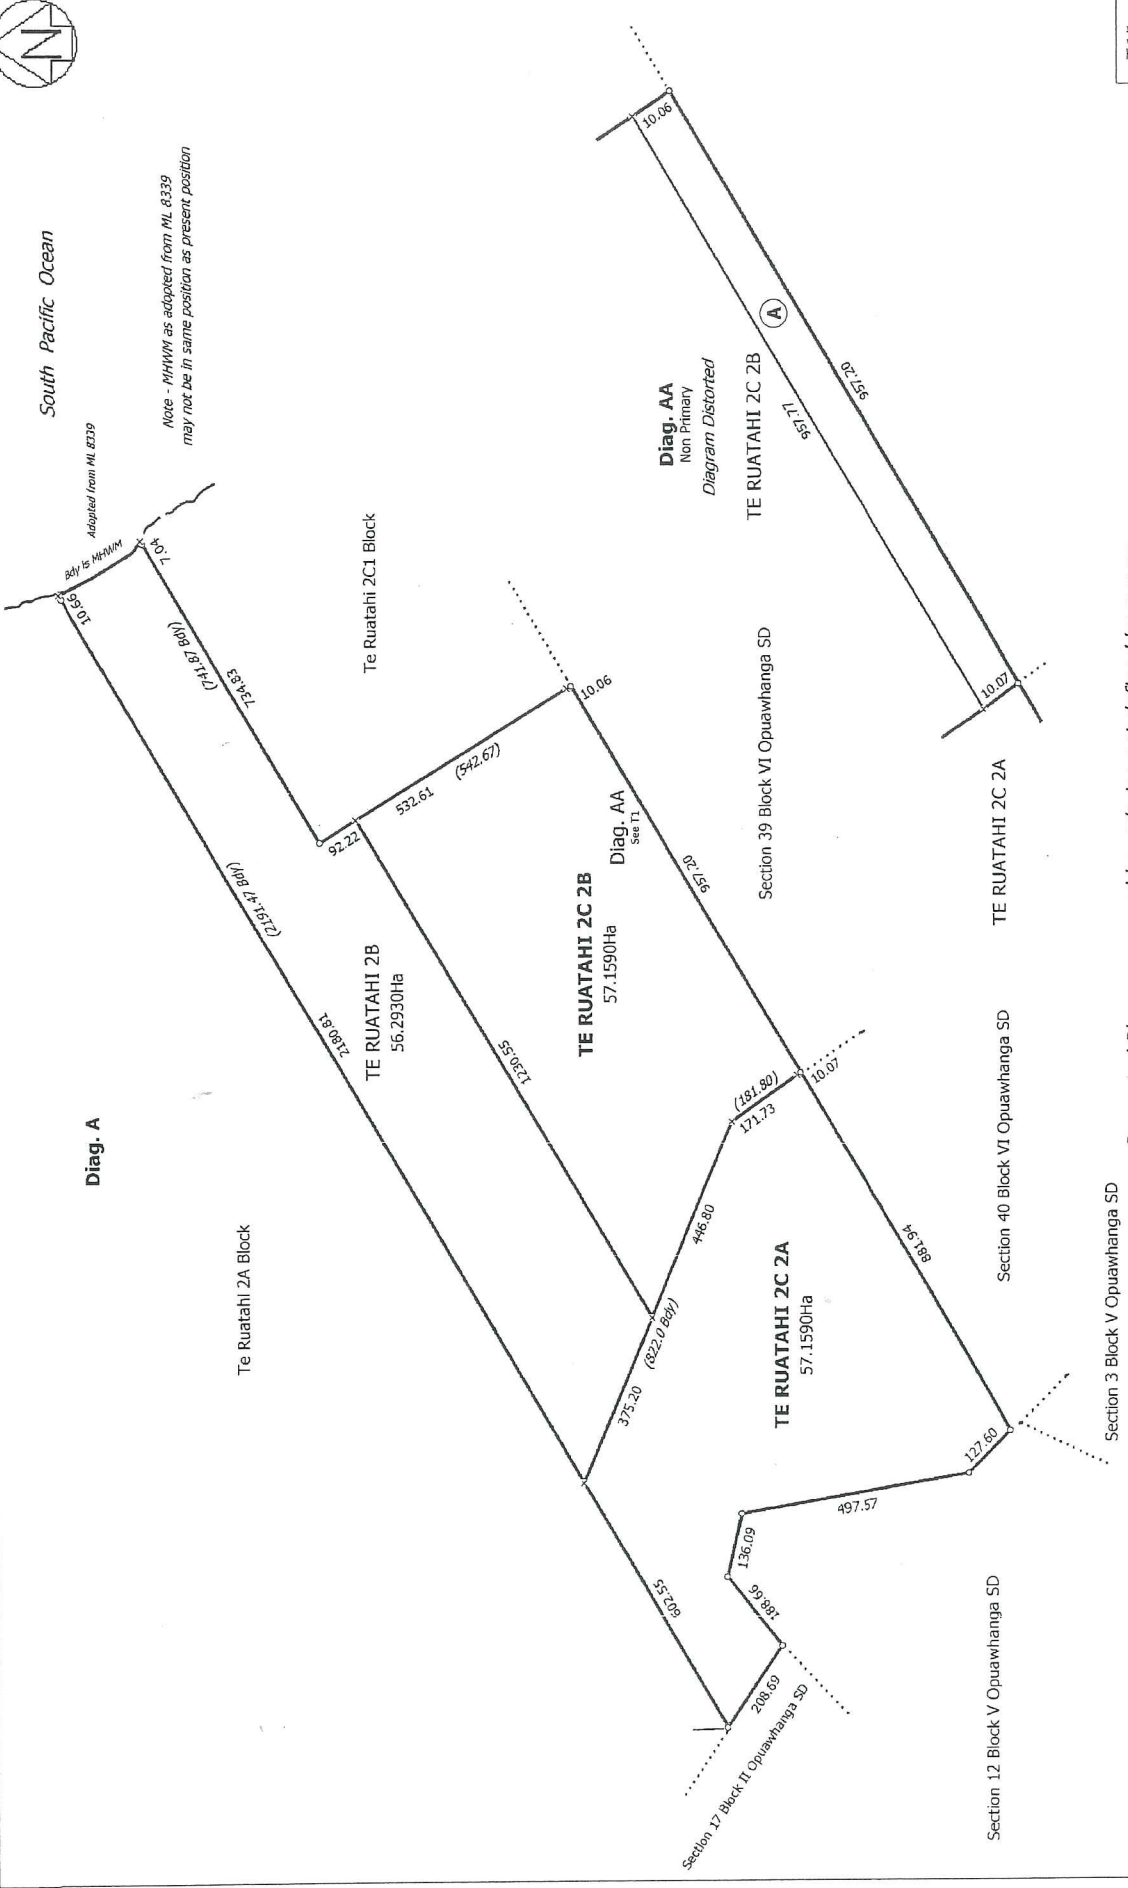 N
South Pacific Ocean
Note - MHWM as adopted from ML 8339
may not be in same position as present position
Adopted from ML 8339
Bdy is MHWM
10.66
7.04
(741.87 Bdy)
734.83
Te Ruatahi 2C1 Block
Diag. A
(2191.47 Bdy)
2180.81
Te Ruatahi 2A Block
TE RUATAHI 2B
56.2930Ha
92.22
532.61
(542.67)
10.06
1230.55
TE RUATAHI 2C 2B
57.1590Ha
Diag. AA
see T1
957.20
Section 39 Block VI Opuawhanga SD
(181.80)
171.73
10.07
446.80
(822.0 Bdy)
375.20
TE RUATAHI 2C 2A
57.1590Ha
881.94
Section 40 Block VI Opuawhanga SD
Section 3 Block V Opuawhanga SD
602.55
208.69
188.66
136.09
497.57
127.60
Section 17 Block II Opuawhanga SD
Section 12 Block V Opuawhanga SD
Diag. AA
Non Primary
Diagram Distorted
TE RUATAHI 2C 2B
10.06
A
957.77
957.20
10.07
TE RUATAHI 2C 2A